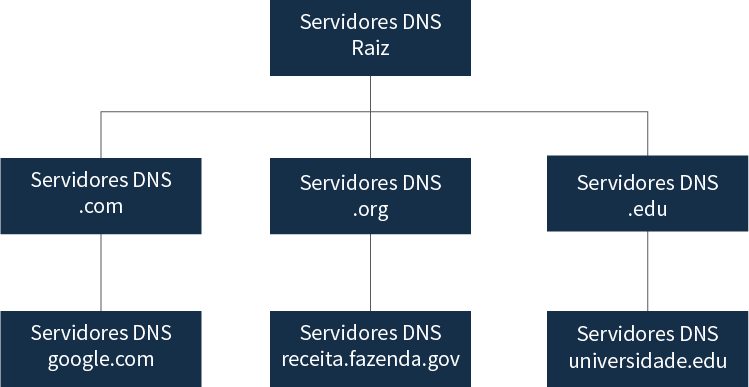 Servidores DNS
Raiz
Servidores DNS
.com
Servidores DNS
.org
Servidores DNS
.edu
Servidores DNS
google.com
Servidores DNS
receita.fazenda.gov
Servidores DNS
universidade.edu